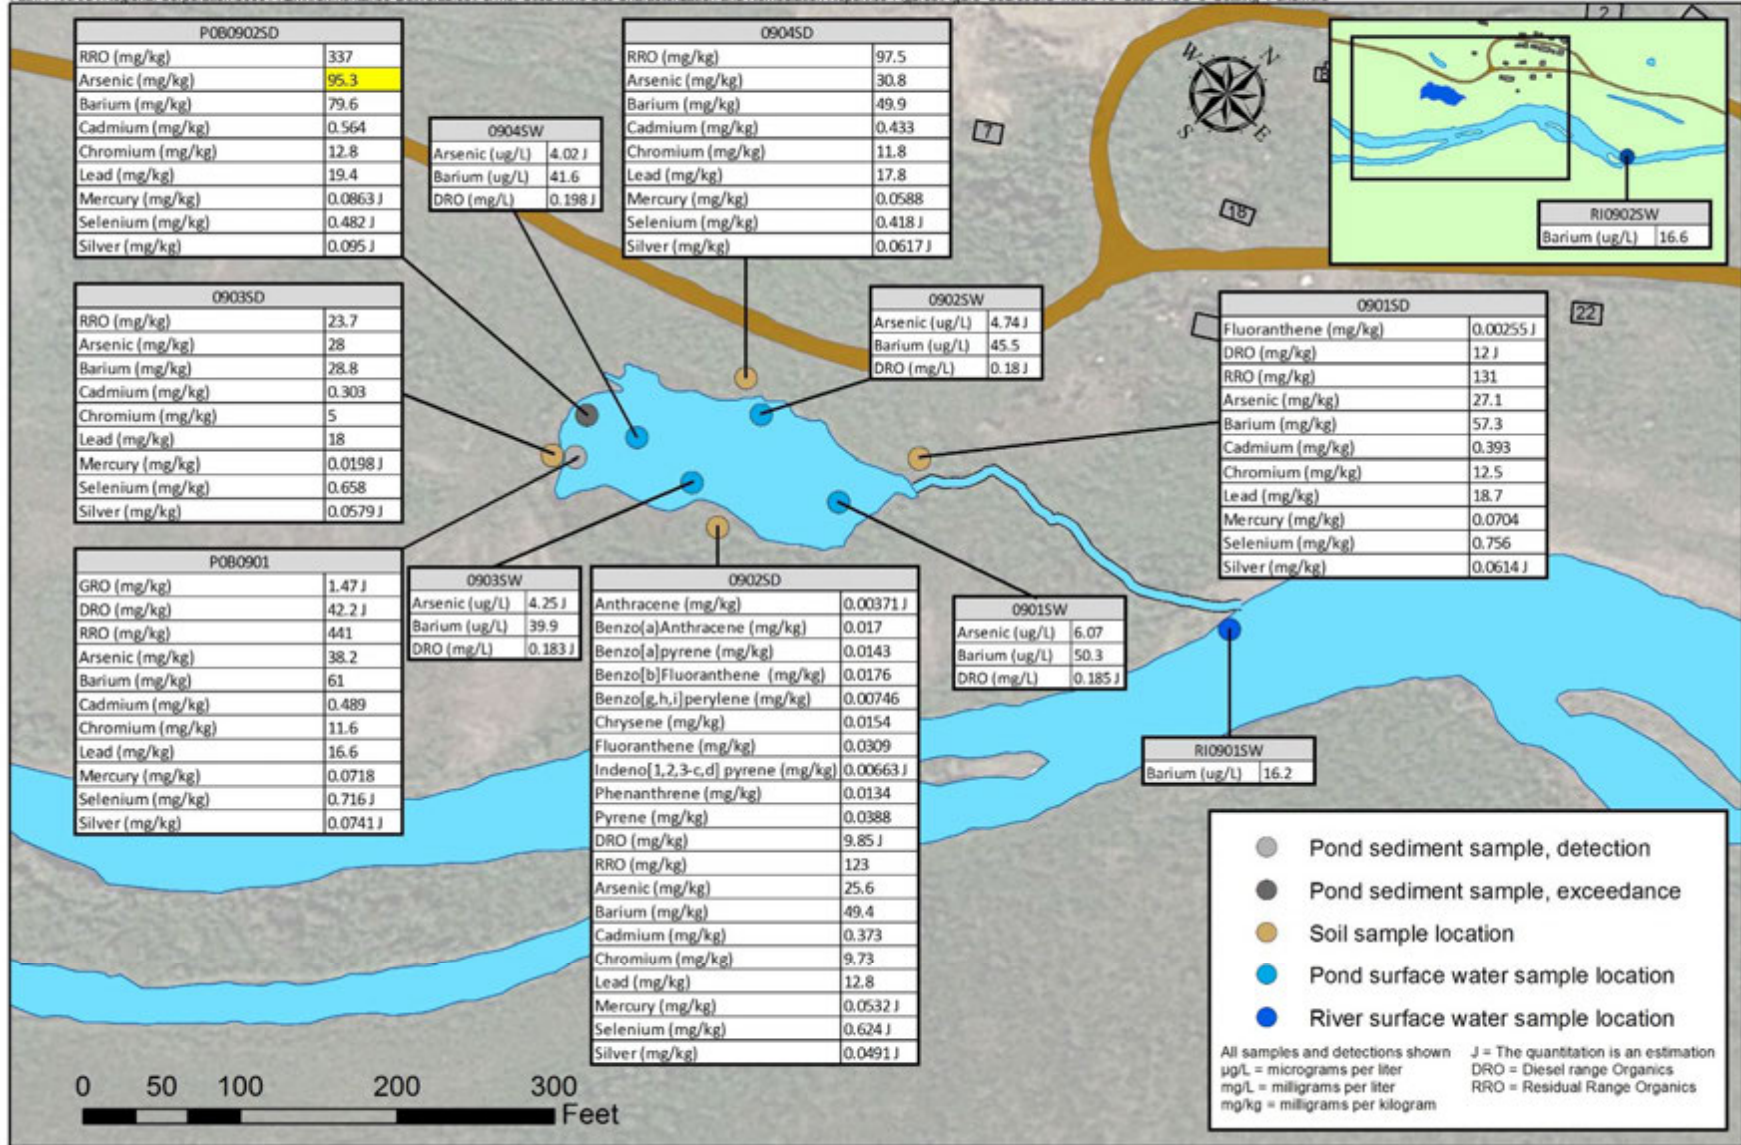 P0B0902SD
RRO (mg/kg) 337
Arsenic (mg/kg) 95.3
Barium (mg/kg) 79.6
Cadmium (mg/kg) 0.564
Chromium (mg/kg) 12.8
Lead (mg/kg) 19.4
Mercury (mg/kg) 0.0863 J
Selenium (mg/kg) 0.482 J
Silver (mg/kg) 0.095 J
0904SW
Arsenic (ug/L) 4.02 J
Barium (ug/L) 41.6
DRO (mg/L) 0.198 J
0904SD
RRO (mg/kg) 97.5
Arsenic (mg/kg) 30.8
Barium (mg/kg) 49.9
Cadmium (mg/kg) 0.433
Chromium (mg/kg) 11.8
Lead (mg/kg) 17.8
Mercury (mg/kg) 0.0588
Selenium (mg/kg) 0.418 J
Silver (mg/kg) 0.0617 J
W N
S E
2
7
18
22
RI0902SW
Barium (ug/L) 16.6
0903SD
RRO (mg/kg) 23.7
Arsenic (mg/kg) 28
Barium (mg/kg) 28.8
Cadmium (mg/kg) 0.303
Chromium (mg/kg) 5
Lead (mg/kg) 18
Mercury (mg/kg) 0.0198 J
Selenium (mg/kg) 0.658
Silver (mg/kg) 0.0579 J
0902SW
Arsenic (ug/L) 4.74 J
Barium (ug/L) 45.5
DRO (mg/L) 0.18 J
0901SD
Fluoranthene (mg/kg) 0.00255 J
DRO (mg/kg) 12 J
RRO (mg/kg) 131
Arsenic (mg/kg) 27.1
Barium (mg/kg) 57.3
Cadmium (mg/kg) 0.393
Chromium (mg/kg) 12.5
Lead (mg/kg) 18.7
Mercury (mg/kg) 0.0704
Selenium (mg/kg) 0.756
Silver (mg/kg) 0.0614 J
P0B0901
GRO (mg/kg) 1.47 J
DRO (mg/kg) 42.2 J
RRO (mg/kg) 441
Arsenic (mg/kg) 38.2
Barium (mg/kg) 61
Cadmium (mg/kg) 0.489
Chromium (mg/kg) 11.6
Lead (mg/kg) 16.6
Mercury (mg/kg) 0.0718
Selenium (mg/kg) 0.716 J
Silver (mg/kg) 0.0741 J
0903SW
Arsenic (ug/L) 4.25 J
Barium (ug/L) 39.9
DRO (mg/L) 0.183 J
0902SD
Anthracene (mg/kg) 0.00371 J
Benzo(a)Anthracene (mg/kg) 0.017
Benzo[a]pyrene (mg/kg) 0.0143
Benzo[b]Fluoranthene (mg/kg) 0.0176
Benzo[g,h,i]perylene (mg/kg) 0.00746
Chrysene (mg/kg) 0.0154
Fluoranthene (mg/kg) 0.0309
Indeno[1,2,3-c,d] pyrene (mg/kg) 0.00663 J
Phenanthrene (mg/kg) 0.0134
Pyrene (mg/kg) 0.0388
DRO (mg/kg) 9.85 J
RRO (mg/kg) 123
Arsenic (mg/kg) 25.6
Barium (mg/kg) 49.4
Cadmium (mg/kg) 0.373
Chromium (mg/kg) 9.73
Lead (mg/kg) 12.8
Mercury (mg/kg) 0.0532 J
Selenium (mg/kg) 0.624 J
Silver (mg/kg) 0.0491 J
0901SW
Arsenic (ug/L) 6.07
Barium (ug/L) 50.3
DRO (mg/L) 0.185 J
RI0901SW
Barium (ug/L) 16.2
Pond sediment sample, detection
Pond sediment sample, exceedance
Soil sample location
Pond surface water sample location
River surface water sample location
All samples and detections shown
µg/L = micrograms per liter
mg/L = milligrams per liter
mg/kg = milligrams per kilogram
J = The quantitation is an estimation
DRO = Diesel range Organics
RRO = Residual Range Organics
0 50 100 200 300
Feet